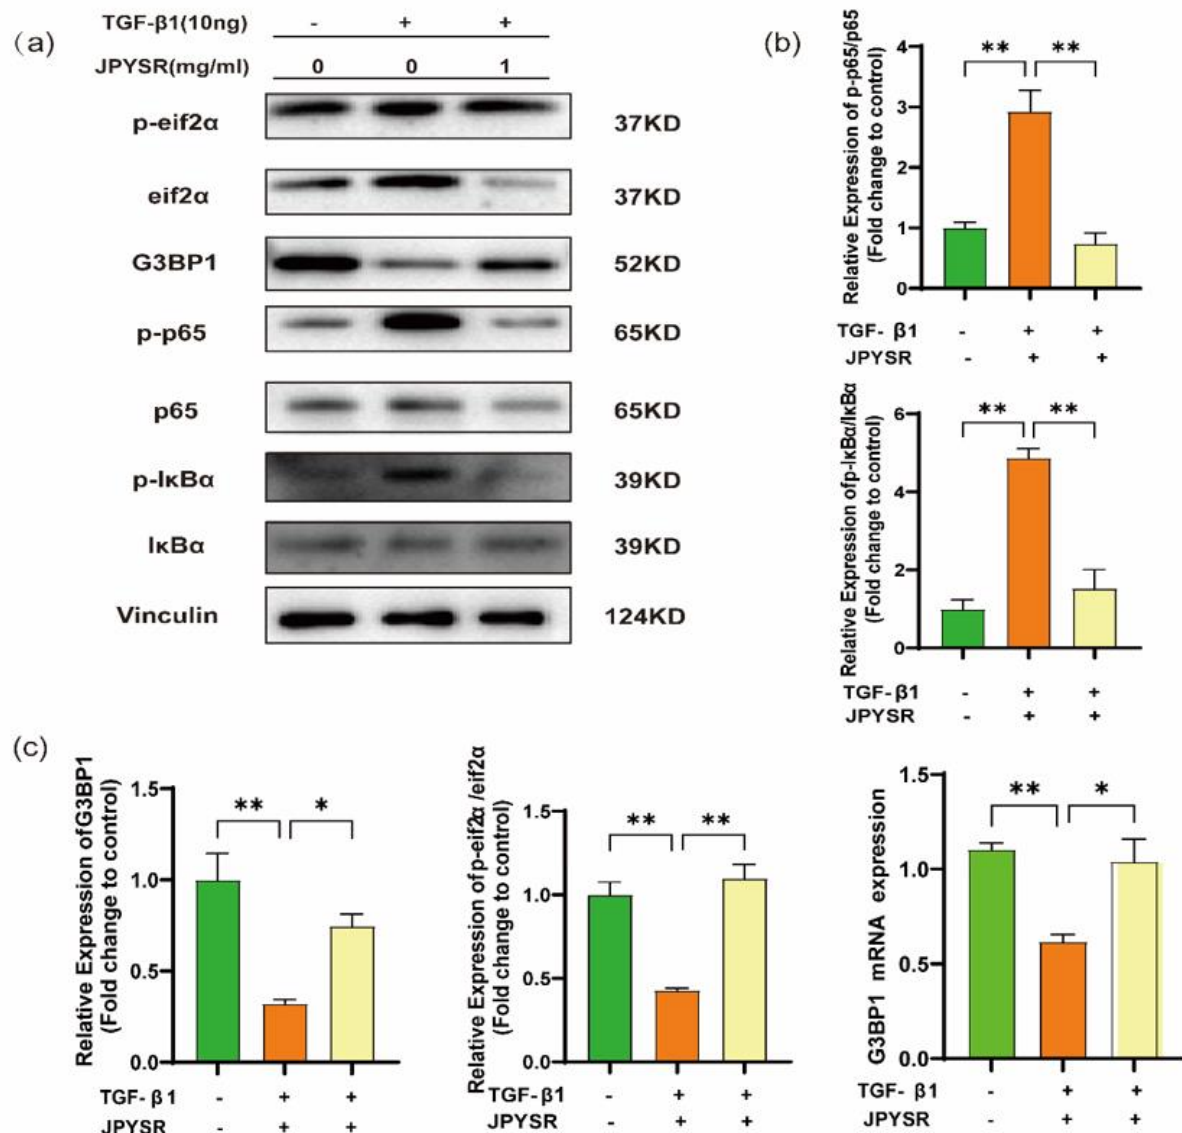 (a)
TGF-β1(10ng) - + +
JPYSR(mg/ml) 0 0 1
p-eif2α 37KD
eif2α 37KD
G3BP1 52KD
p-p65 65KD
p65 65KD
p-IκBα 39KD
IκBα 39KD
Vinculin 124KD
(b)
Relative Expression of p-p65/p65
(Fold change to control)
4
3
2
1
0
** **
TGF- β1 - + +
JPYSR - + +
Relative Expression of p-IκBα/IκBα
(Fold change to control)
6
4
2
0
** **
TGF- β1 - + +
JPYSR - + +
(c)
Relative Expression of G3BP1
(Fold change to control)
1.5
1.0
0.5
0.0
** *
TGF- β1 - + +
JPYSR - + +
Relative Expression of p-eif2α /eif2α
(Fold change to control)
1.5
1.0
0.5
0.0
** **
TGF- β1 - + +
JPYSR - + +
G3BP1 mRNA expression
1.5
1.0
0.5
0.0
** *
TGF- β1 - + +
JPYSR - + +